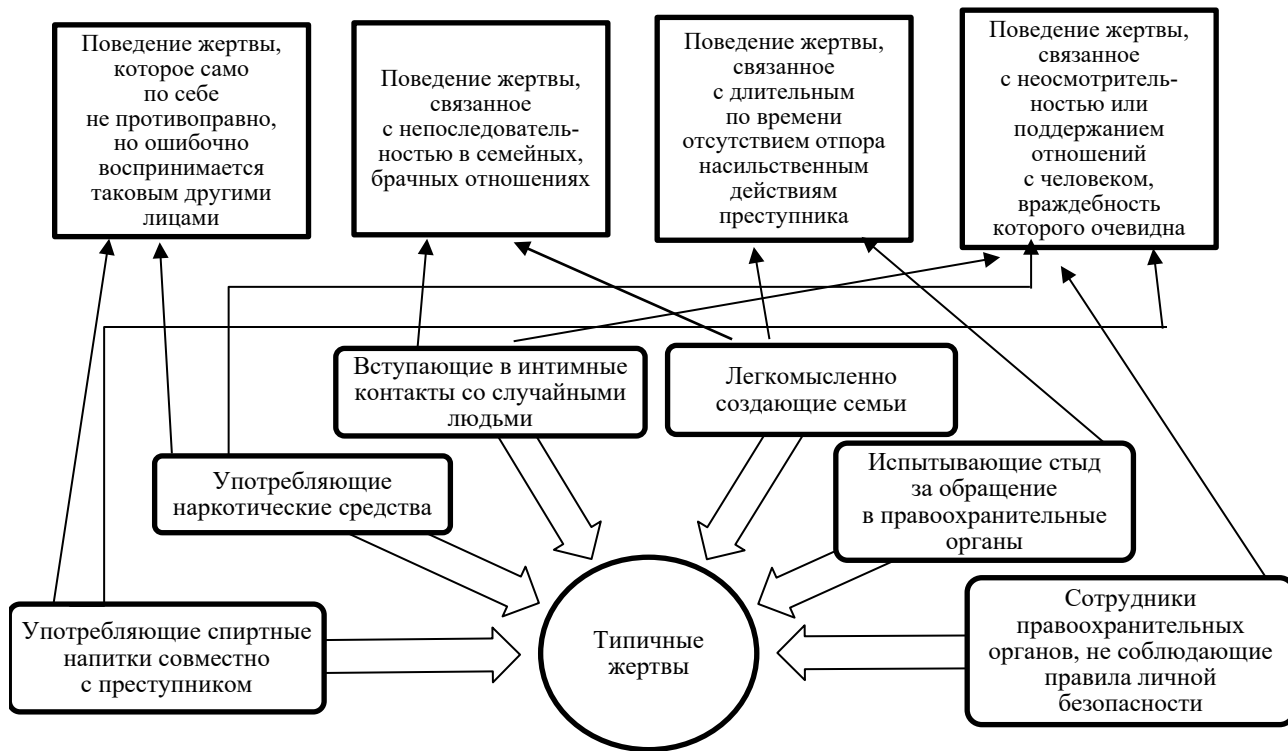 Поведение жертвы,
которое само
по себе
не противоправно,
но ошибочно
воспринимается
таковым другими
лицами
Поведение жертвы,
связанное
с непоследователь-
ностью в семейных,
брачных отношениях
Поведение жертвы,
связанное
с длительным
по времени
отсутствием отпора
насильственным
действиям
преступника
Поведение жертвы,
связанное
с неосмотритель-
ностью или
поддержанием
отношений
с человеком,
враждебность
которого очевидна
Вступающие в интимные
контакты со случайными
людьми
Легкомысленно
создающие семьи
Употребляющие
наркотические средства
Испытывающие стыд
за обращение
в правоохранительные
органы
Употребляющие спиртные
напитки совместно
с преступником
Типичные
жертвы
Сотрудники
правоохранительных
органов, не соблюдающие
правила личной
безопасности